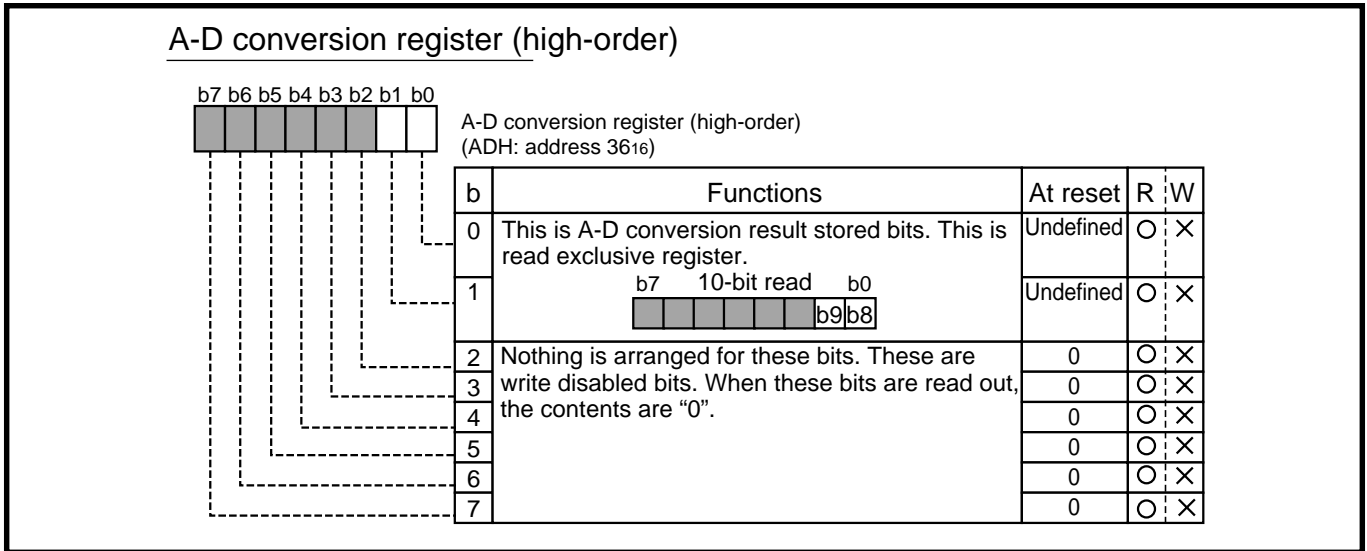 A-D conversion register (high-order)
b7 b6 b5 b4 b3 b2 b1 b0
A-D conversion register (high-order)
(ADH: address 3616)
b Functions At reset R W
0 This is A-D conversion result stored bits. This is Undefined ○ ×
read exclusive register.
b7 10-bit read b0
1 Undefined ○ ×
b9 b8
2 Nothing is arranged for these bits. These are 0 ○ ×
3 write disabled bits. When these bits are read out, 0 ○ ×
4 the contents are “0”. 0 ○ ×
5 0 ○ ×
6 0 ○ ×
7 0 ○ ×